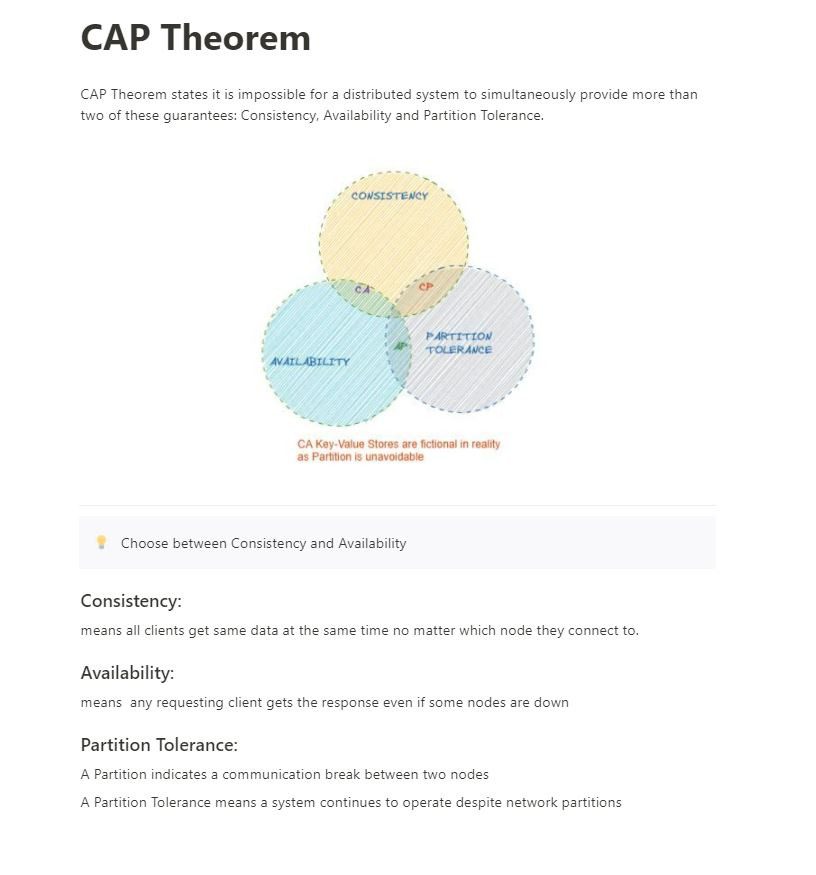 CAP Theorem
CAP Theorem states it is impossible for a distributed system to simultaneously provide more than
two of these guarantees: Consistency, Availability and Partition Tolerance.
CONSISTENCY
CA
CP
PARTITION
TOLERANCE
AP
AVAILABILITY
CA Key-Value Stores are fictional in reality
as Partition is unavoidable
Choose between Consistency and Availability
Consistency:
means all clients get same data at the same time no matter which node they connect to.
Availability:
means  any requesting client gets the response even if some nodes are down
Partition Tolerance:
A Partition indicates a communication break between two nodes
A Partition Tolerance means a system continues to operate despite network partitions